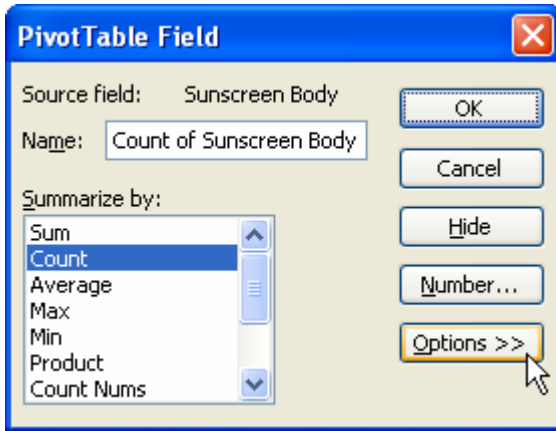 PivotTable Field
Source field: Sunscreen Body
Name: Count of Sunscreen Body
Summarize by:
Sum
Count
Average
Max
Min
Product
Count Nums
OK
Cancel
Hide
Number...
Options >>